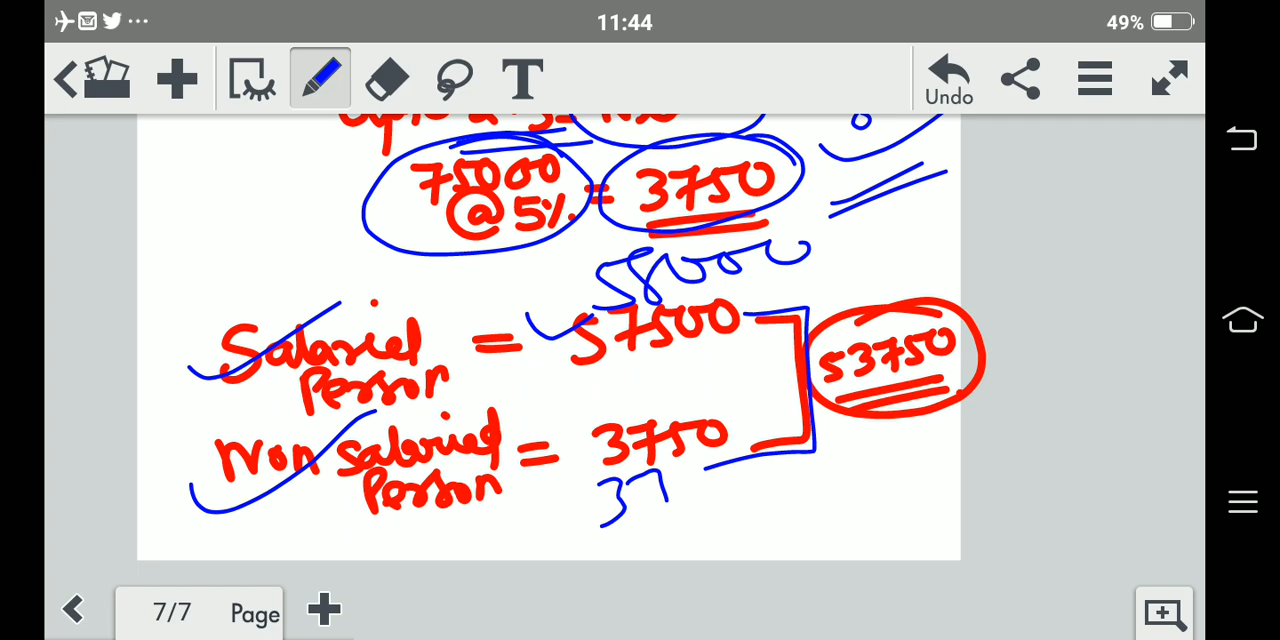 11:44
49%
T
Undo
75000 = 3750
@ 5%
58000
Salaried = 57500
Person
53750
Non Salaried = 3750
Person
37
7/7 Page